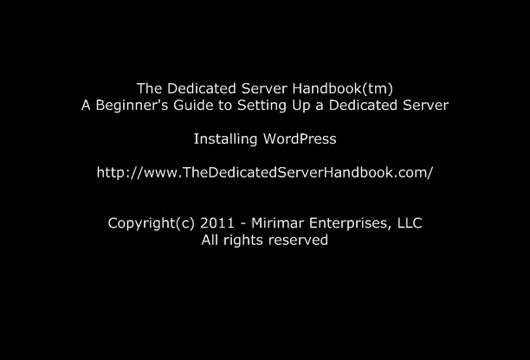 The Dedicated Server Handbook(tm)
A Beginner's Guide to Setting Up a Dedicated Server
Installing WordPress
http://www.TheDedicatedServerHandbook.com/
Copyright(c) 2011 - Mirimar Enterprises, LLC
All rights reserved